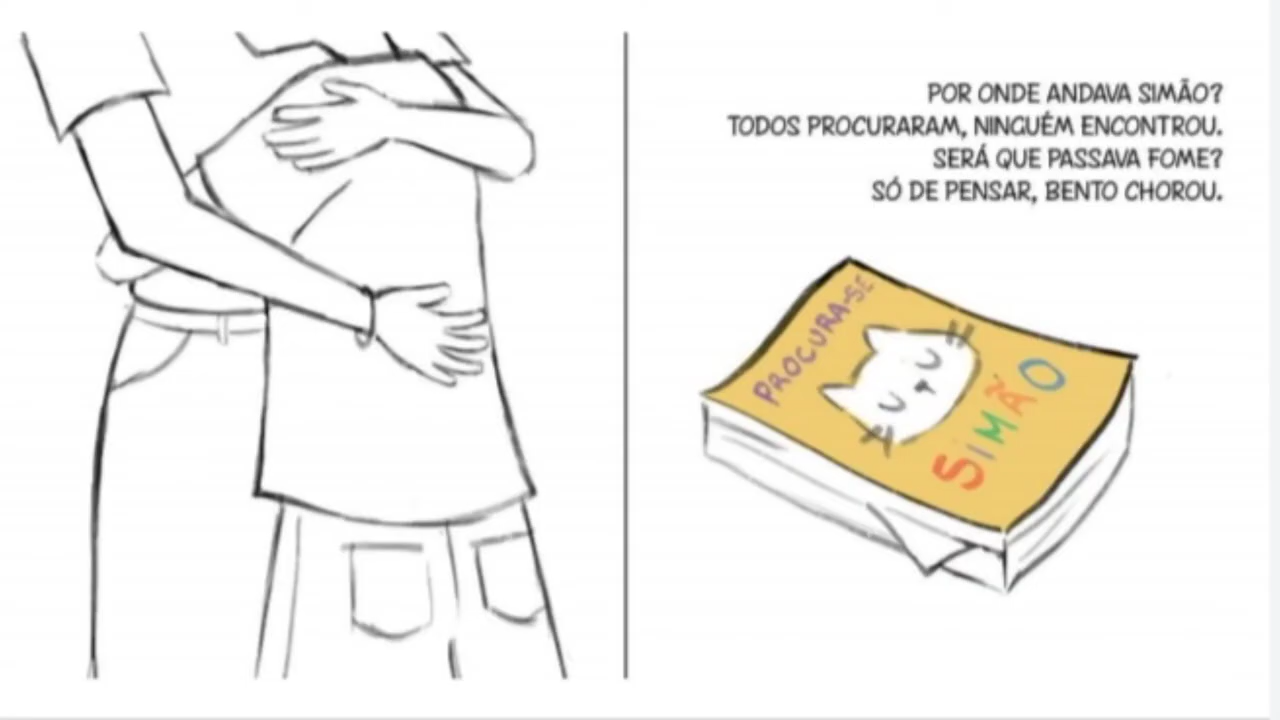 POR ONDE ANDAVA SIMÃO?
TODOS PROCURARAM, NINGUÉM ENCONTROU.
SERÁ QUE PASSAVA FOME?
SÓ DE PENSAR, BENTO CHOROU.
PROCURA-SE
SIMÃO